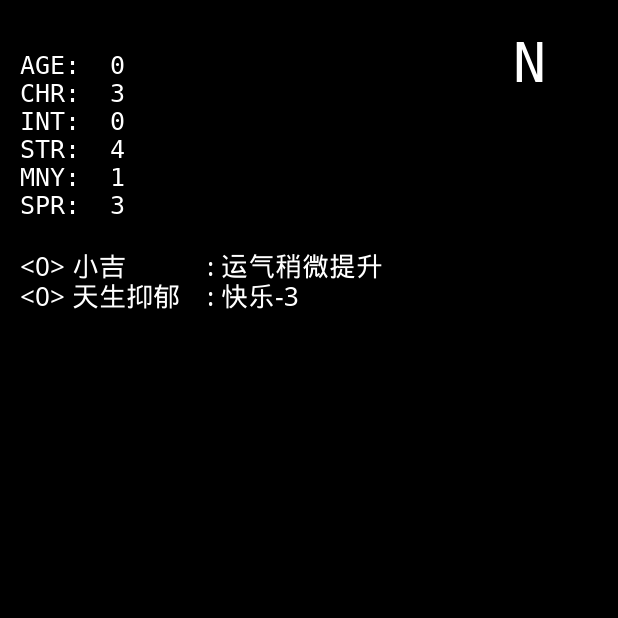 N
AGE: 0
CHR: 3
INT: 0
STR: 4
MNY: 1
SPR: 3
<O> 小吉 : 运气稍微提升
<O> 天生抑郁 : 快乐-3